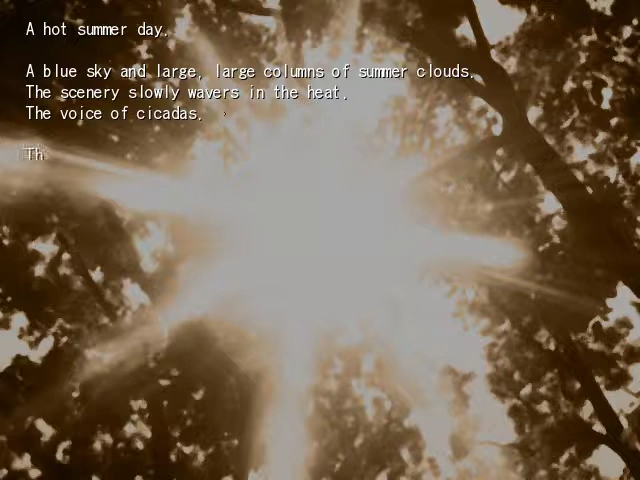 A hot summer day.
A blue sky and large, large columns of summer clouds.
The scenery slowly wavers in the heat.
The voice of cicadas.
Th